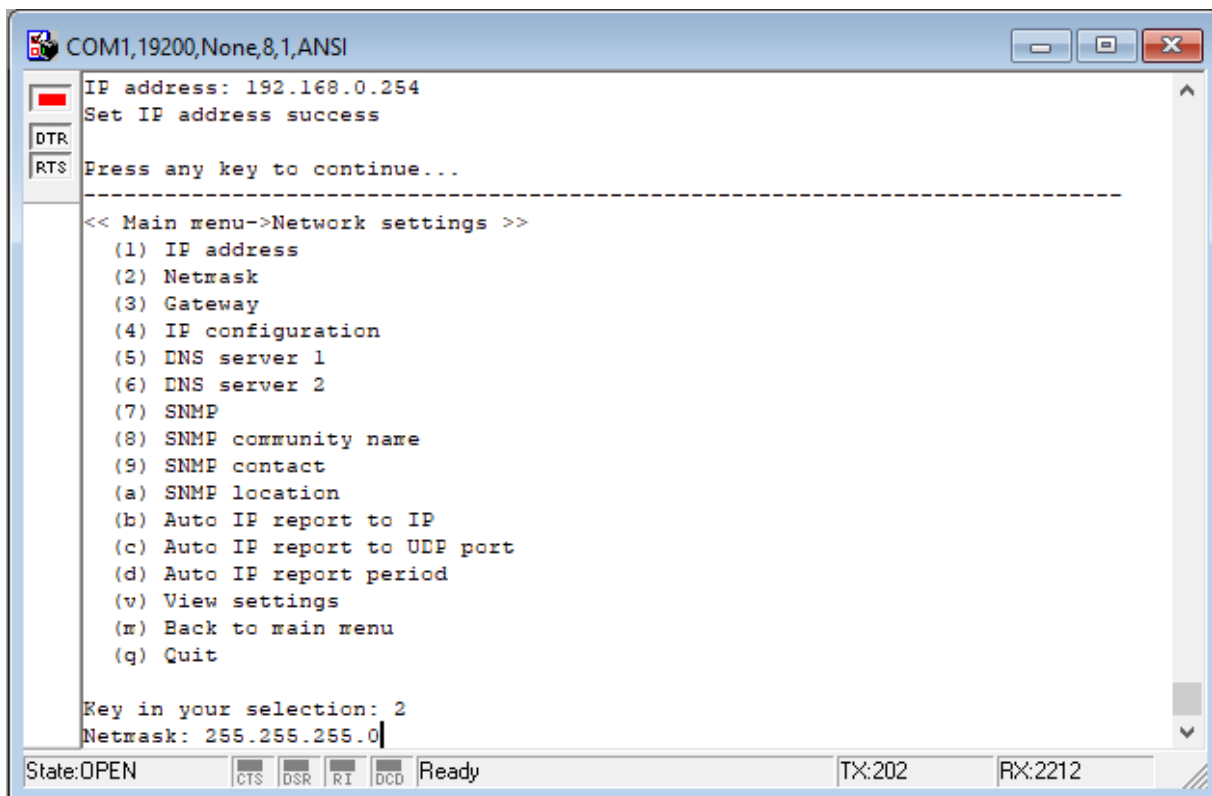 COM1,19200,None,8,1,ANSI
IP address: 192.168.0.254
Set IP address success
DTR
RTS
Press any key to continue...
-----------------------------------------------------------------------------
<< Main menu->Network settings >>
(1) IP address
(2) Netmask
(3) Gateway
(4) IP configuration
(5) DNS server 1
(6) DNS server 2
(7) SNMP
(8) SNMP community name
(9) SNMP contact
(a) SNMP location
(b) Auto IP report to IP
(c) Auto IP report to UDP port
(d) Auto IP report period
(v) View settings
(m) Back to main menu
(q) Quit
Key in your selection: 2
Netmask: 255.255.255.0
State:OPEN CTS DSR RI DCD Ready TX:202 RX:2212